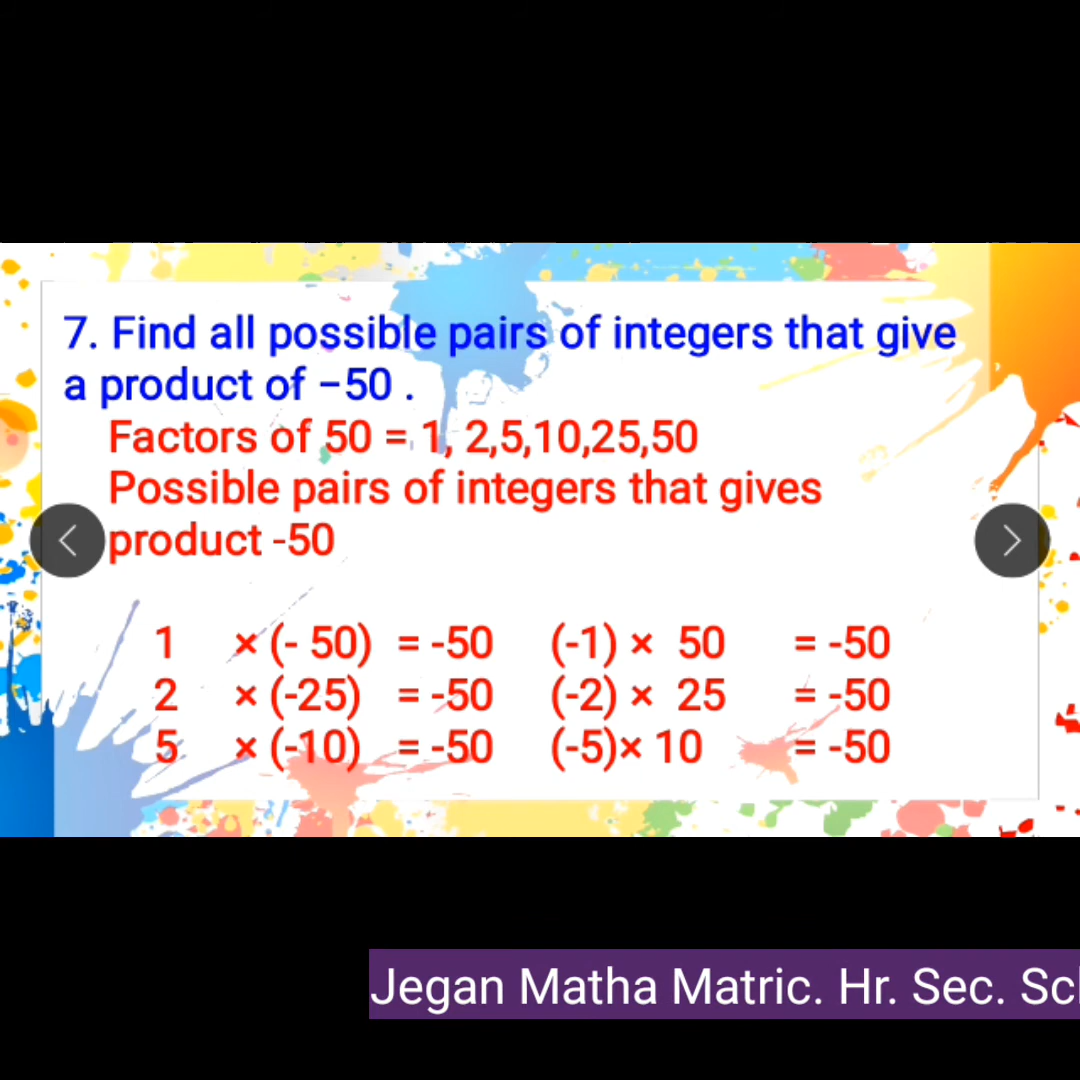 7. Find all possible pairs of integers that give
a product of −50 .
Factors of 50 = 1, 2,5,10,25,50
Possible pairs of integers that gives
product -50
1 × (- 50) = -50 (-1) × 50 = -50
2 × (-25) = -50 (-2) × 25 = -50
5 × (-10) = -50 (-5)× 10 = -50
Jegan Matha Matric. Hr. Sec.